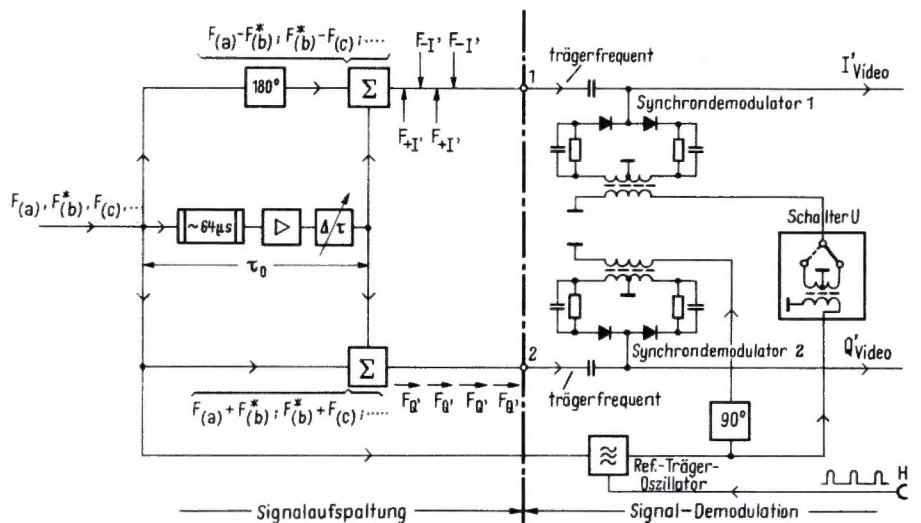 F(a)-F*(b); F*(b)-F(c);....
180°
Σ
F-I' F-I'
F+I' F+I'
1
trägerfrequent
I'Video
Synchrondemodulator 1
F(a), F*(b), F(c),...
~64µs
Δτ
τ0
Schalter U
Σ
F(a)+F*(b); F*(b)+F(c);....
FQ' FQ' FQ' FQ'
2
trägerfrequent
Synchrondemodulator 2
Q'Video
90°
Ref.-Träger-
Oszillator
H
Signalaufspaltung
Signal-Demodulation